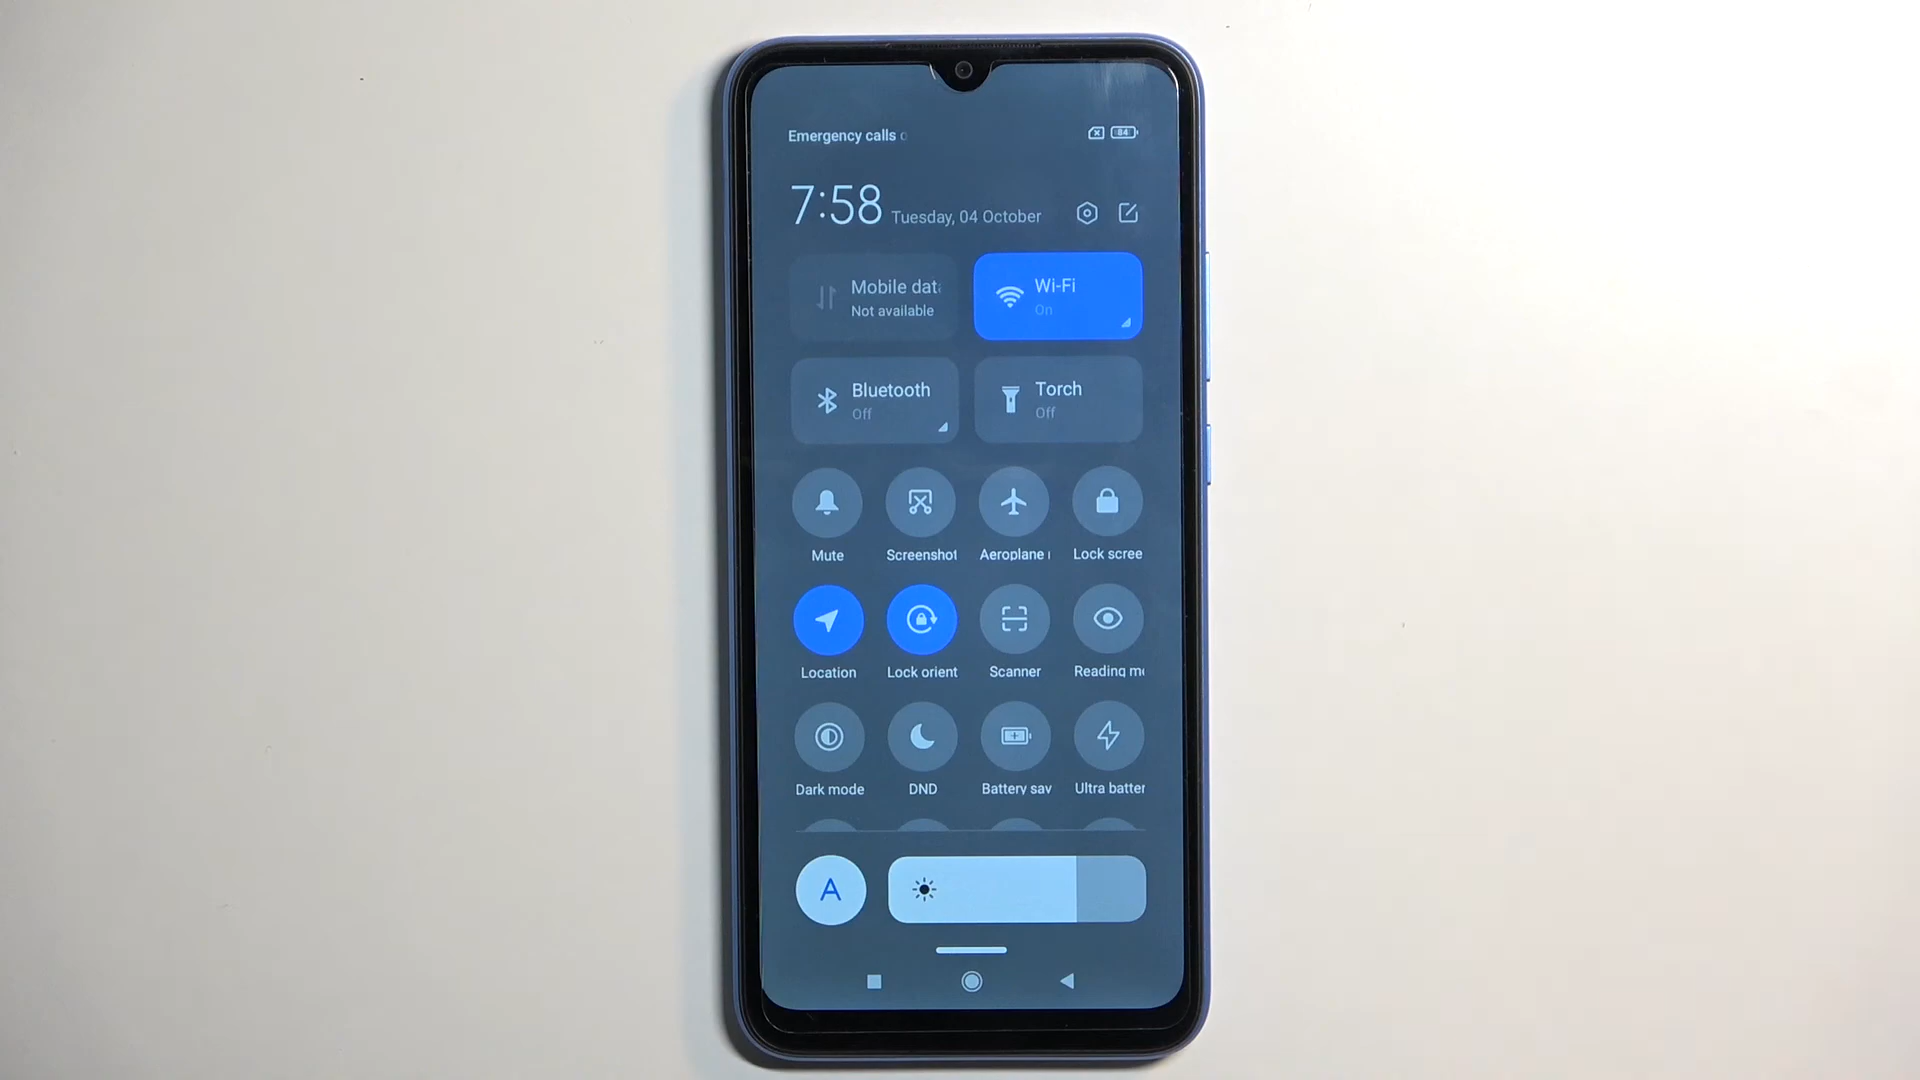 Emergency calls
84
7:58 Tuesday, 04 October
Mobile dat
Not available
Wi-Fi
On
Bluetooth
Off
Torch
Off
Mute
Screenshot
Aeroplane
Lock scree
Location
Lock orient
Scanner
Reading m
Dark mode
DND
Battery sav
Ultra batter
A